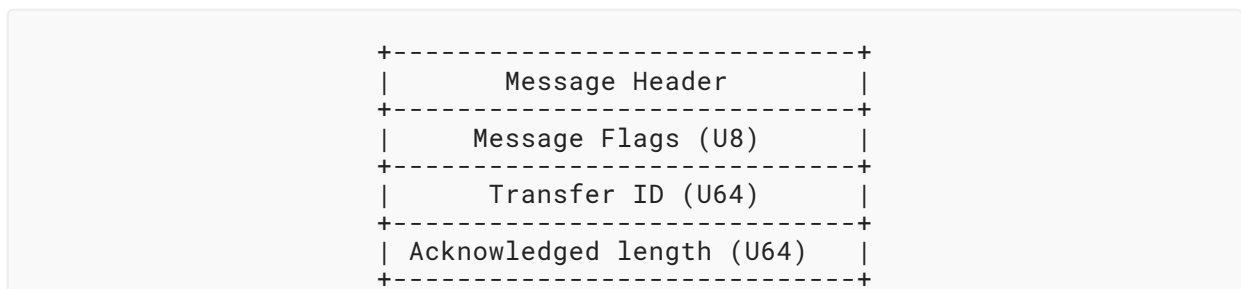 +-----------------------------+
|       Message Header        |
+-----------------------------+
|     Message Flags (U8)      |
+-----------------------------+
|      Transfer ID (U64)      |
+-----------------------------+
| Acknowledged length (U64)   |
+-----------------------------+